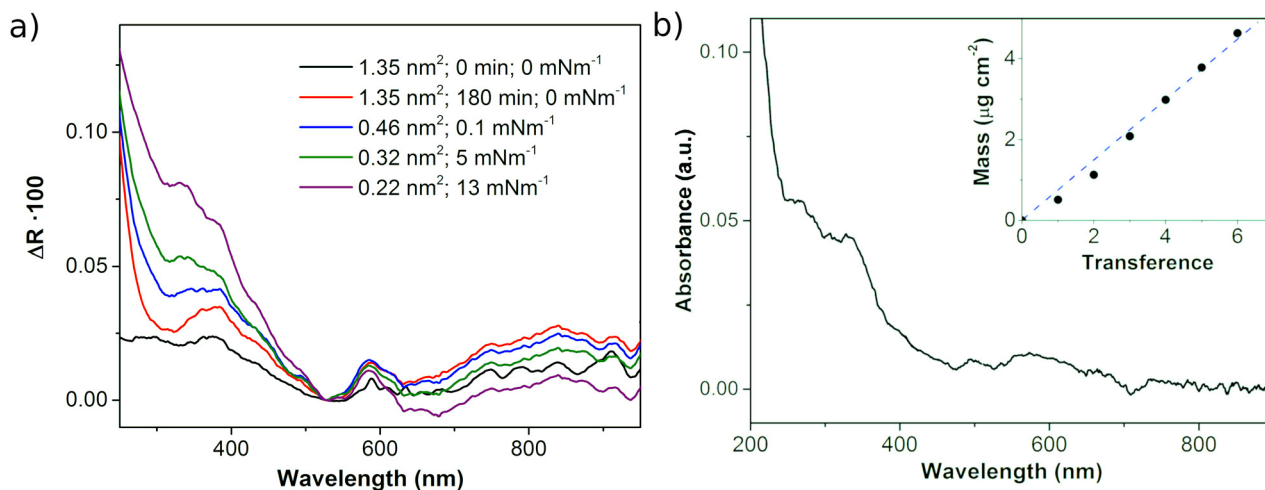 a)
1.35 nm²; 0 min; 0 mNm⁻¹
1.35 nm²; 180 min; 0 mNm⁻¹
0.46 nm²; 0.1 mNm⁻¹
0.32 nm²; 5 mNm⁻¹
0.22 nm²; 13 mNm⁻¹
0.10
0.05
0.00
ΔR ·100
400
600
800
Wavelength (nm)
b)
0.10
0.05
0.00
Absorbance (a.u.)
200
400
600
800
Wavelength (nm)
4
2
0
Mass (μg cm⁻²)
0
2
4
6
Transference